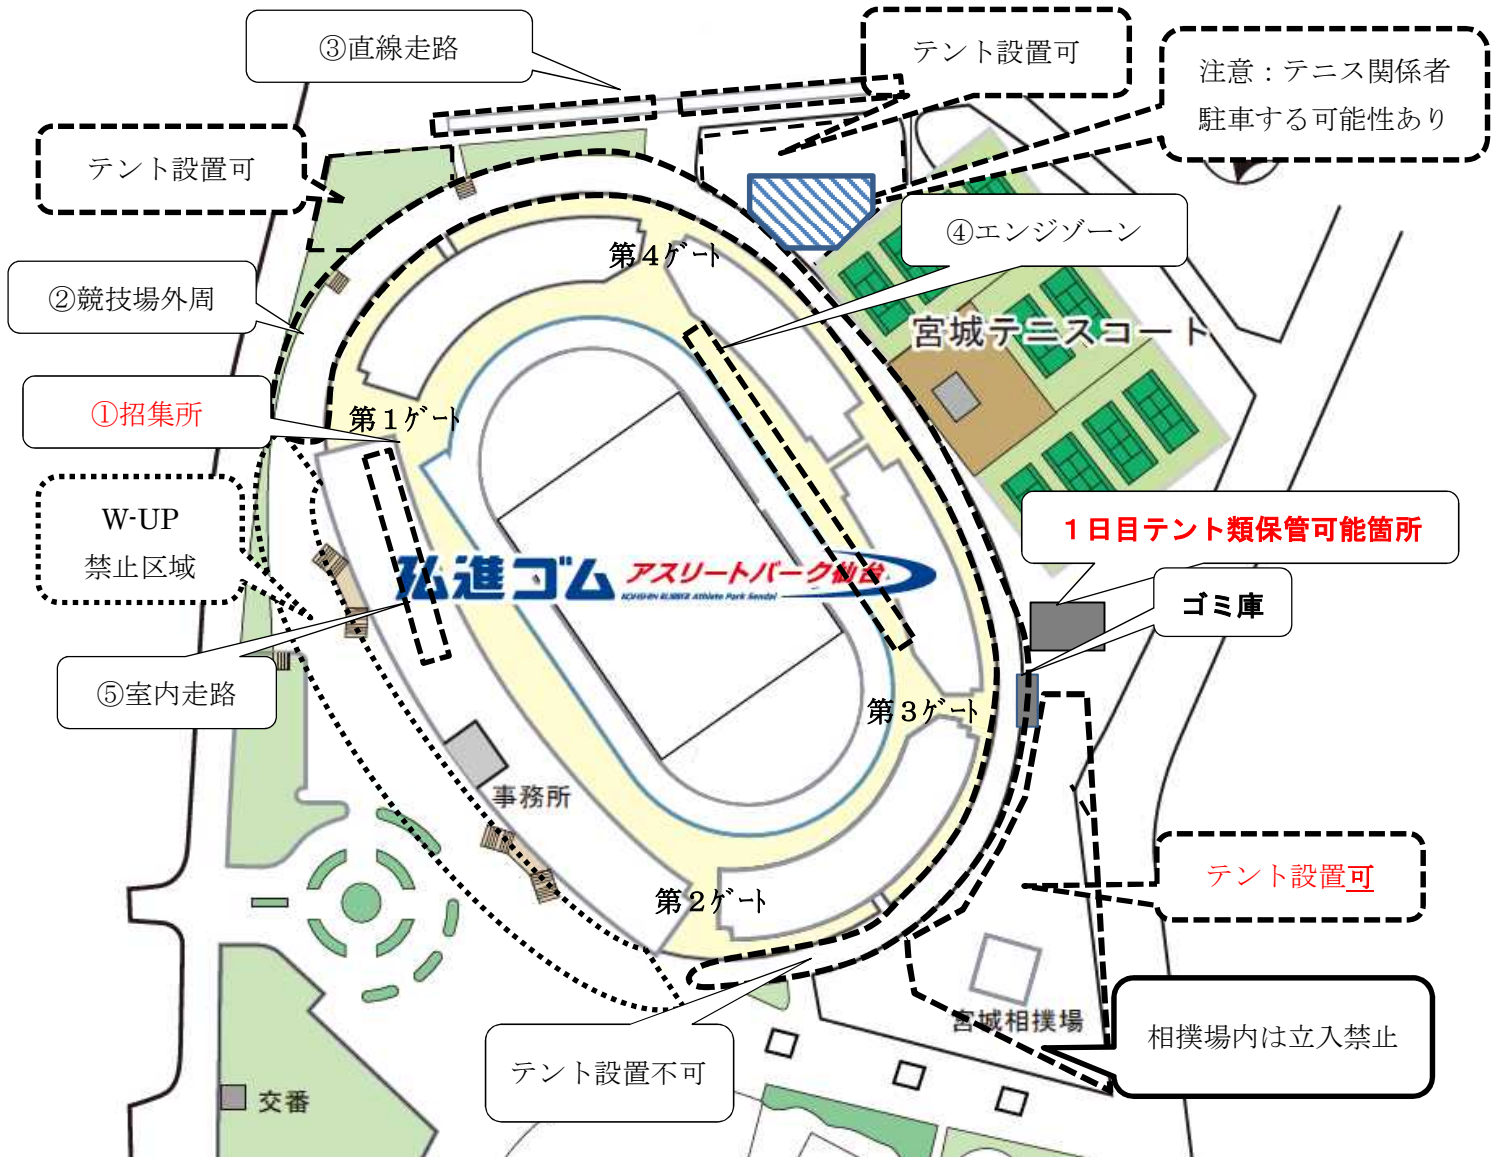 ③直線走路
テント設置可
注意：テニス関係者
駐車する可能性あり
テント設置可
④エンジゾーン
第４ゲート
②競技場外周
宮城テニスコート
①招集所
第１ゲート
W-UP
禁止区域
１日目テント類保管可能箇所
弘進ゴム アスリートパーク仙台
KOHSHIN RUBBER Athlete Park Sendai
ゴミ庫
⑤室内走路
第３ゲート
事務所
テント設置可
第２ゲート
宮城相撲場
相撲場内は立入禁止
テント設置不可
交番